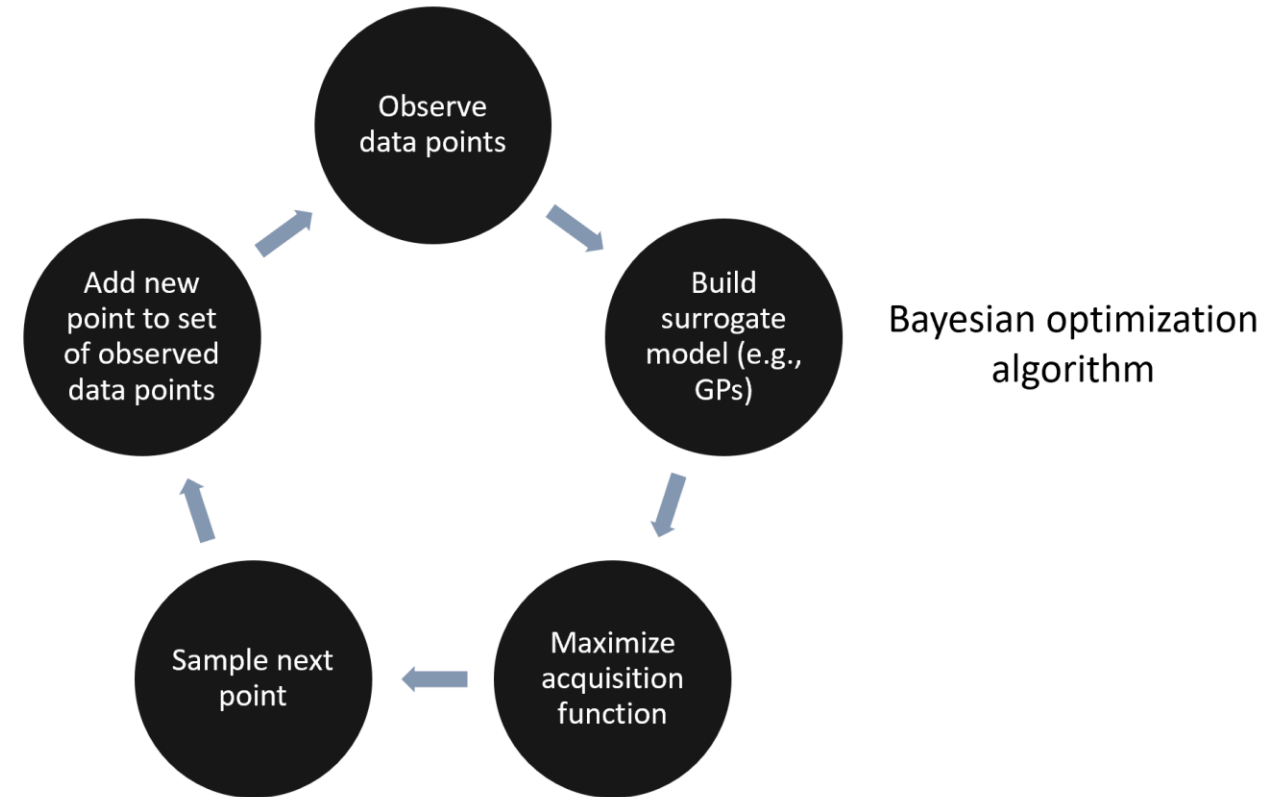 Observe
data points
Build
surrogate
model (e.g.,
GPs)
Maximize
acquisition
function
Sample next
point
Add new
point to set
of observed
data points
Bayesian optimization
algorithm